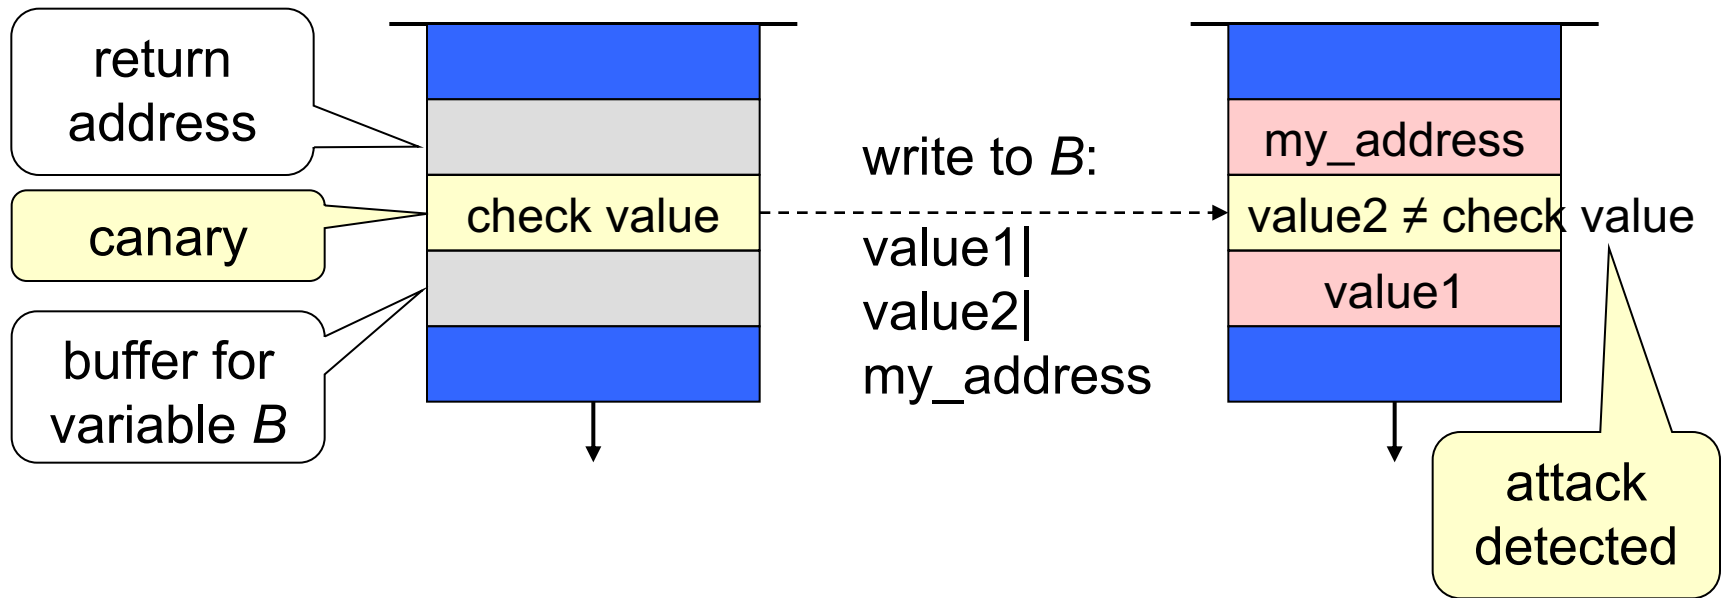 return
address
canary
buffer for
variable B
check value
write to B:
value1|
value2|
my_address
my_address
value2 ≠ check value
value1
attack
detected